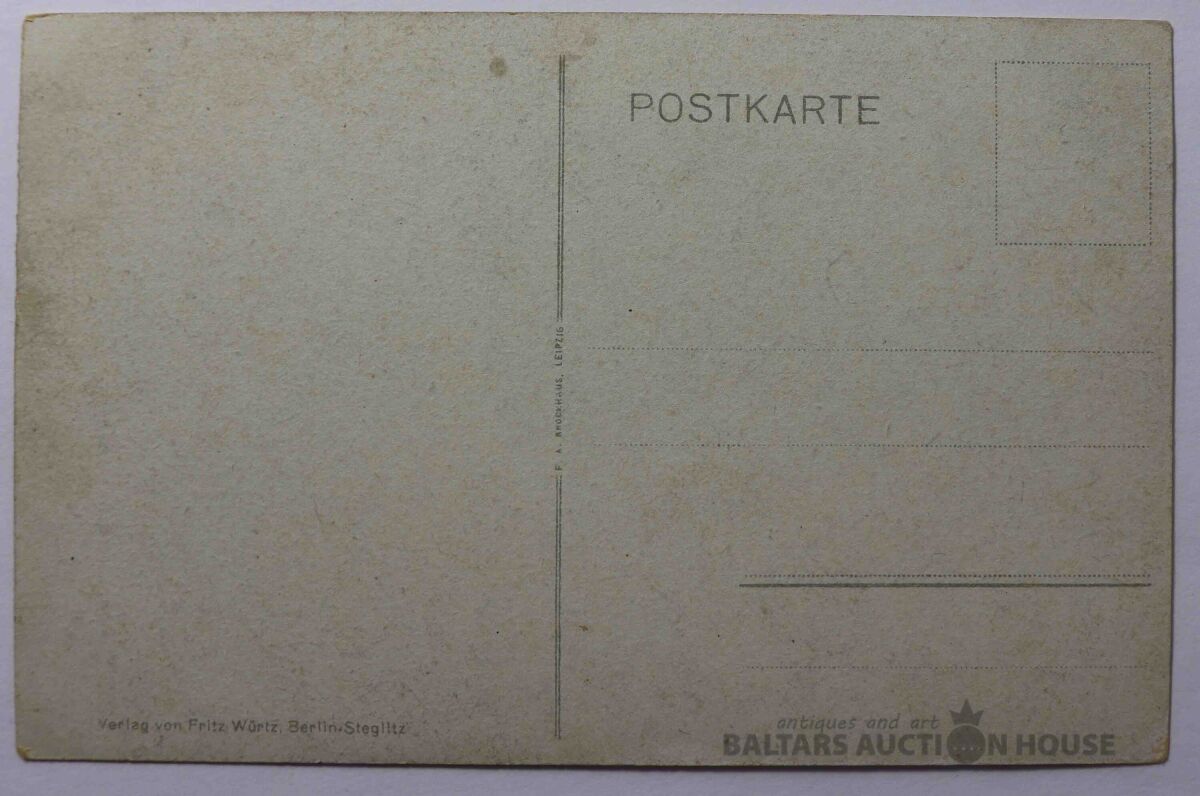 POSTKARTE
F. A. BROCKHAUS, LEIPZIG
Verlag von Fritz Würtz, Berlin-Steglitz
antiques and art
BALTARS AUCTION HOUSE